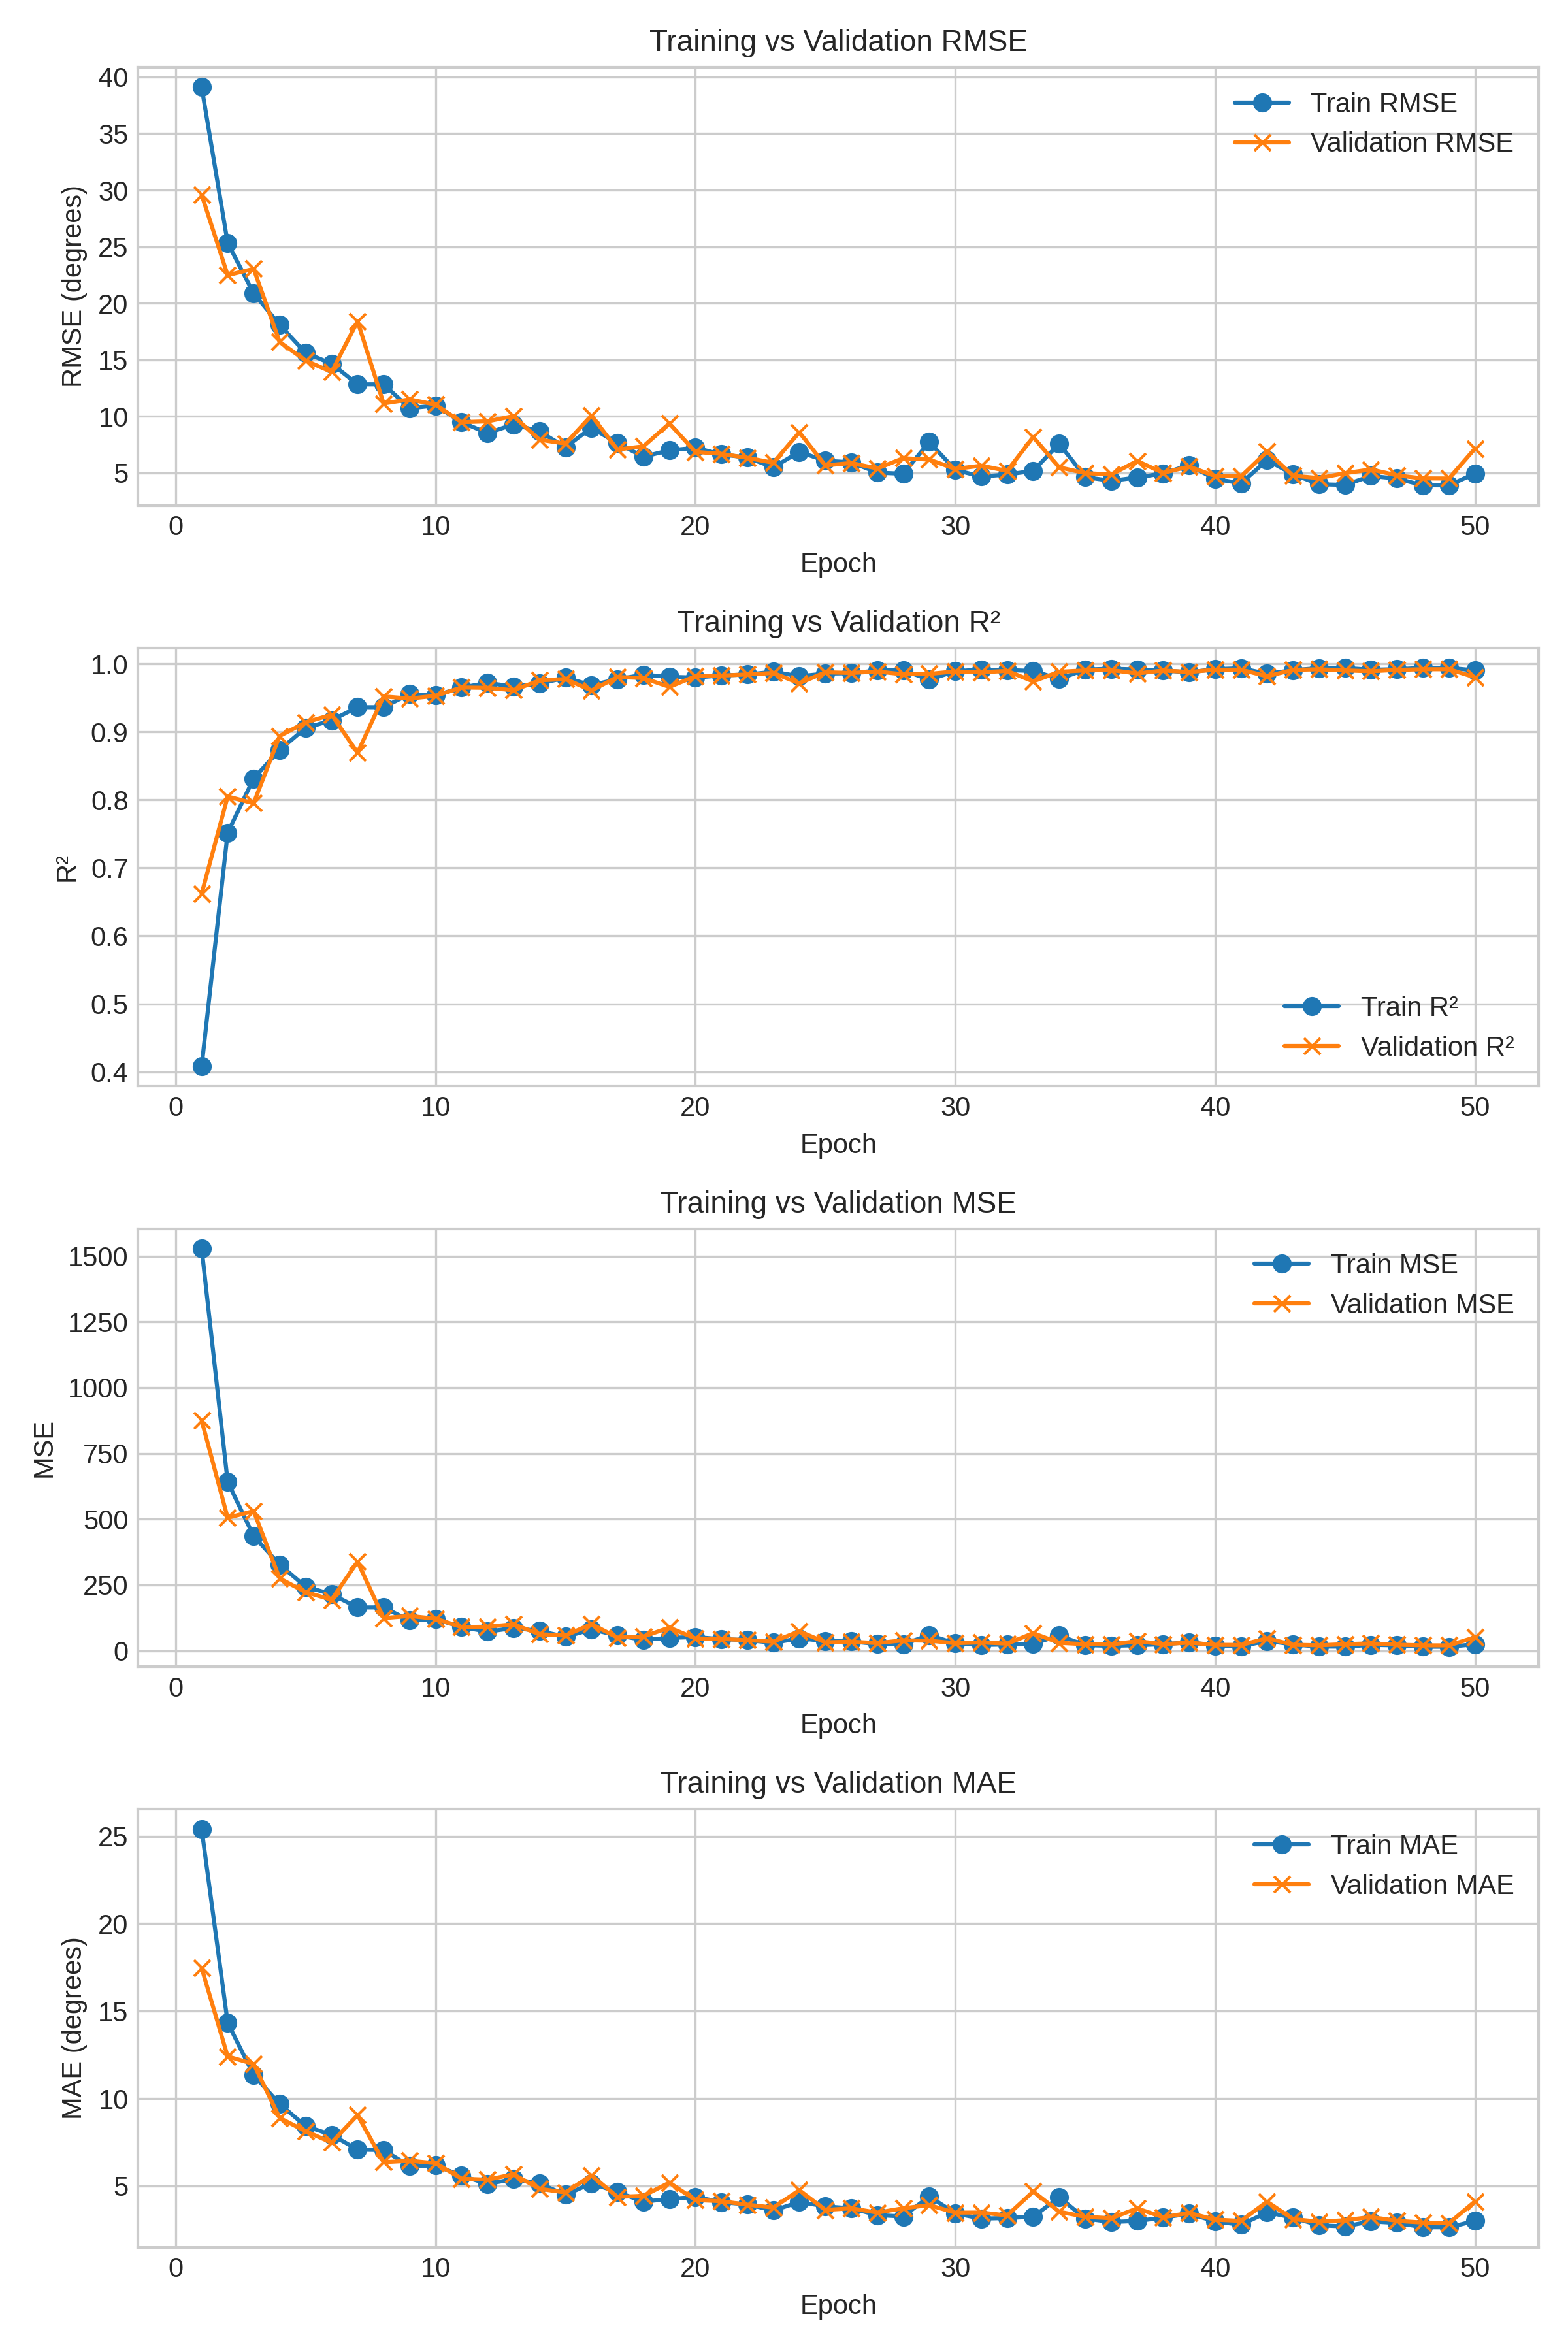 Training vs Validation RMSE
RMSE (degrees)
40
35
30
25
20
15
10
5
Train RMSE
Validation RMSE
0 10 20 30 40 50
Epoch
Training vs Validation R²
R²
1.0
0.9
0.8
0.7
0.6
0.5
0.4
Train R²
Validation R²
0 10 20 30 40 50
Epoch
Training vs Validation MSE
MSE
1500
1250
1000
750
500
250
0
Train MSE
Validation MSE
0 10 20 30 40 50
Epoch
Training vs Validation MAE
MAE (degrees)
25
20
15
10
5
Train MAE
Validation MAE
0 10 20 30 40 50
Epoch